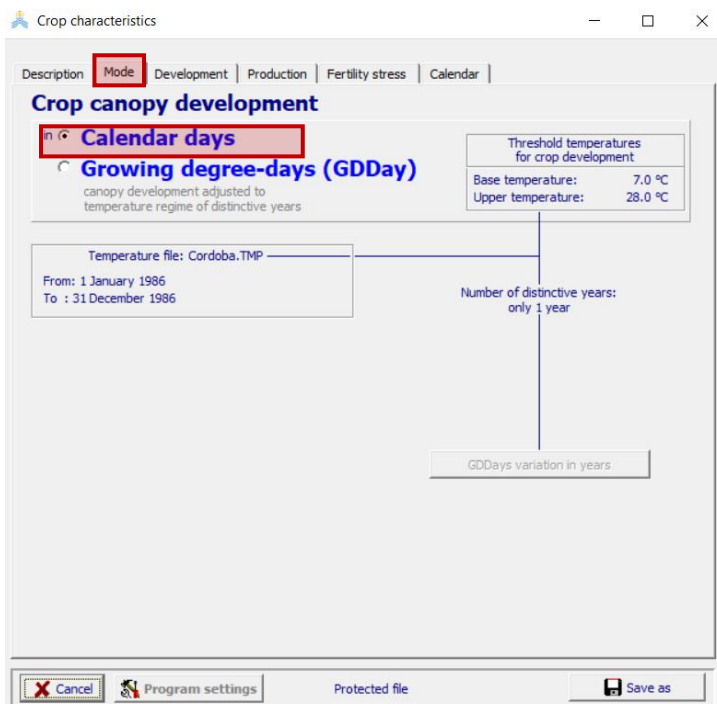 Crop characteristics
Description Mode Development Production Fertility stress Calendar
Crop canopy development
in Calendar days
Growing degree-days (GDDay)
canopy development adjusted to
temperature regime of distinctive years
Threshold temperatures
for crop development
Base temperature: 7.0 ºC
Upper temperature: 28.0 ºC
Temperature file: Cordoba.TMP
From: 1 January 1986
To : 31 December 1986
Number of distinctive years:
only 1 year
GDDays variation in years
Cancel Program settings Protected file Save as